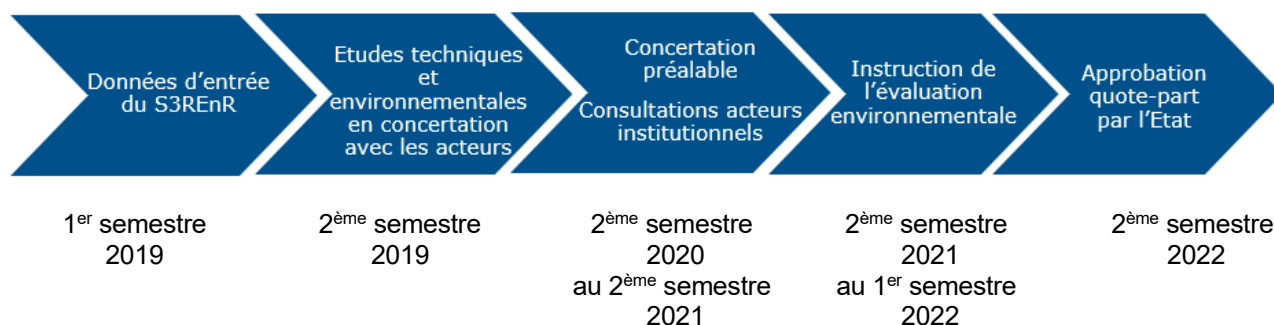 Données d'entrée
du S3REnR
Etudes techniques
et
environnementales
en concertation
avec les acteurs
Concertation
préalable
Consultations acteurs
institutionnels
Instruction de
l'évaluation
environnementale
Approbation
quote-part
par l'Etat
1er semestre
2019
2ème semestre
2019
2ème semestre
2020
au 2ème semestre
2021
2ème semestre
2021
au 1er semestre
2022
2ème semestre
2022